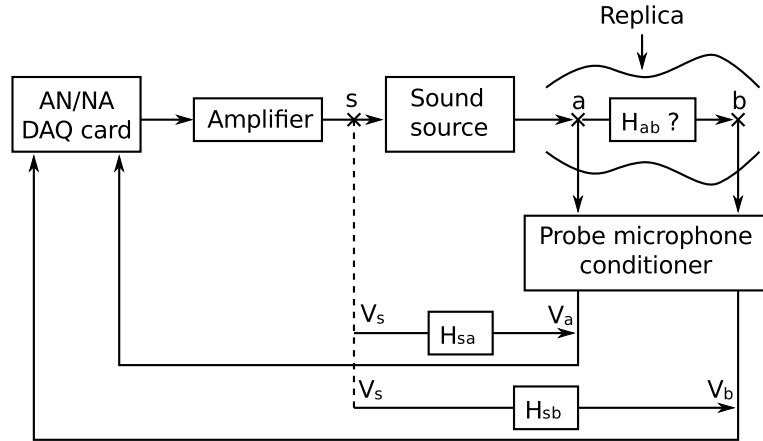 Replica
AN/NA
DAQ card
Amplifier
s
Sound
source
a
Hab ?
b
Probe microphone
conditioner
Vs
Hsa
Va
Vs
Hsb
Vb